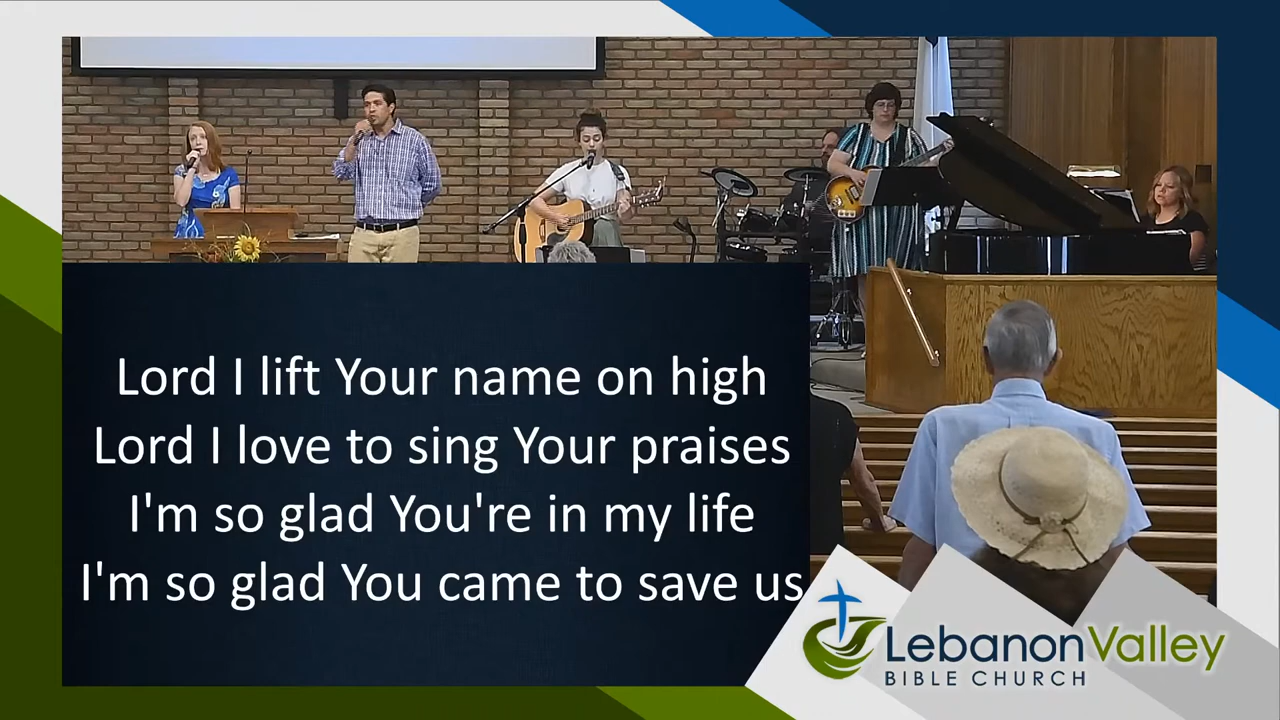 Lord I lift Your name on high
Lord I love to sing Your praises
I'm so glad You're in my life
I'm so glad You came to save us
LebanonValley
BIBLE CHURCH